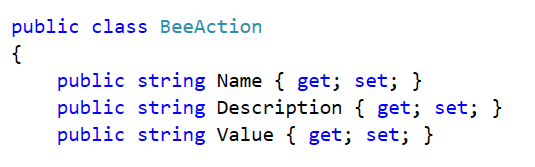 public class BeeAction
{
    public string Name { get; set; }
    public string Description { get; set; }
    public string Value { get; set; }